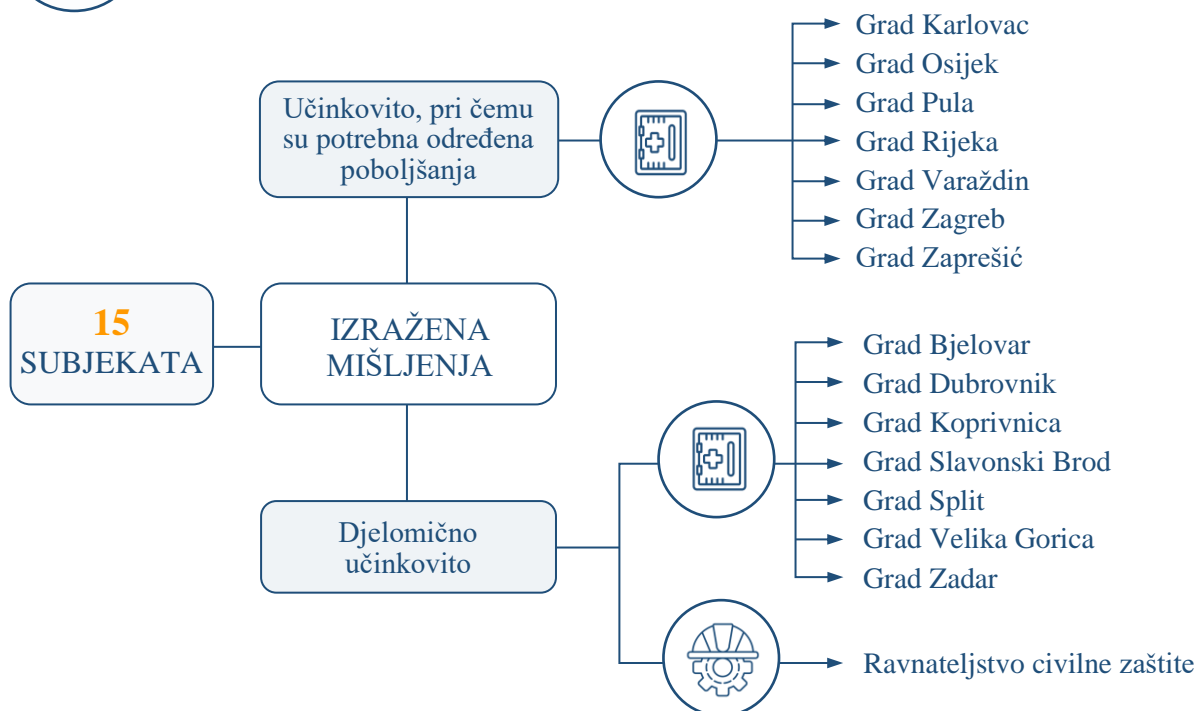 Grad Karlovac
Grad Osijek
Učinkovito, pri čemu
su potrebna određena
poboljšanja
Grad Pula
Grad Rijeka
Grad Varaždin
Grad Zagreb
Grad Zaprešić
15
SUBJEKATA
IZRAŽENA
MIŠLJENJA
Grad Bjelovar
Grad Dubrovnik
Grad Koprivnica
Grad Slavonski Brod
Grad Split
Grad Velika Gorica
Grad Zadar
Djelomično
učinkovito
Ravnateljstvo civilne zaštite